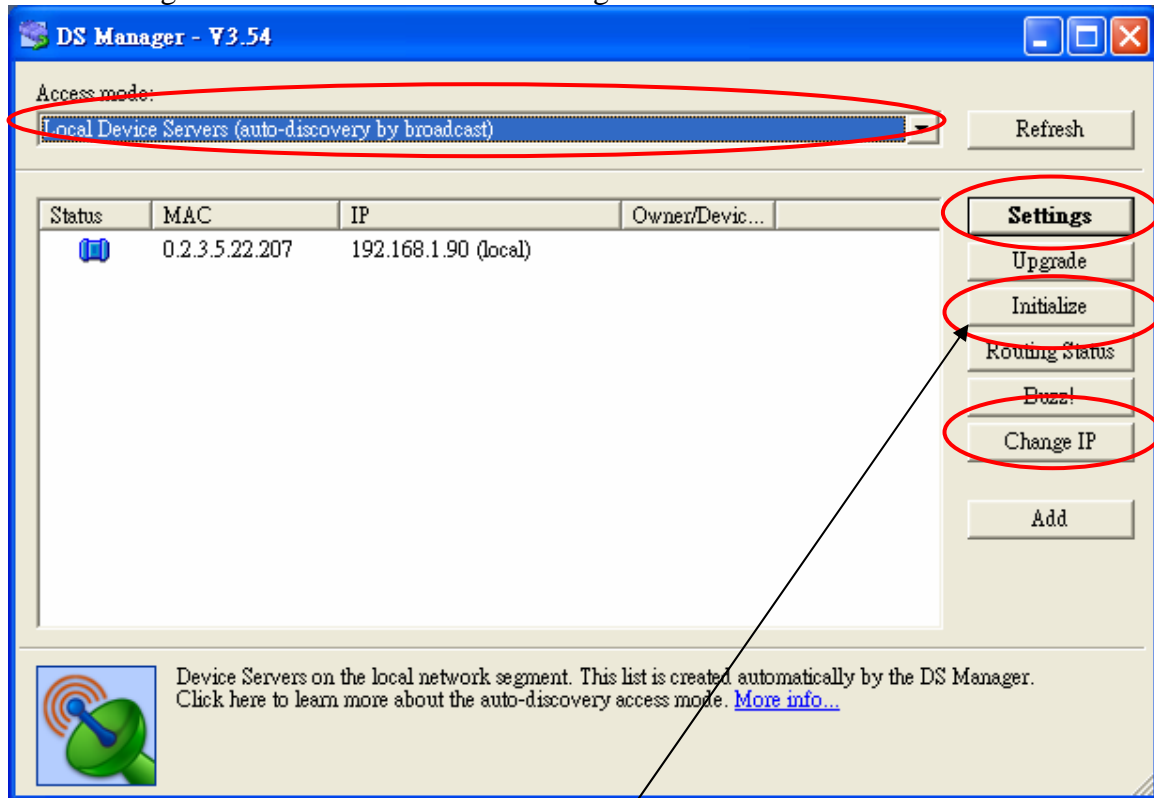 DS Manager - V3.54
Access mode:
Local Device Servers (auto-discovery by broadcast)
Refresh
Status MAC IP Owner/Devic...
0.2.3.5.22.207 192.168.1.90 (local)
Settings
Upgrade
Initialize
Routing Status
Buzz!
Change IP
Add
Device Servers on the local network segment. This list is created automatically by the DS Manager.
Click here to learn more about the auto-discovery access mode. More info...